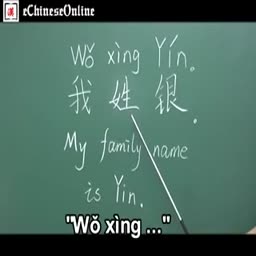 eChineseOnline
Wǒ xìng Yín。
我姓银。
My family name
is Yin.
"Wǒ xìng ..."